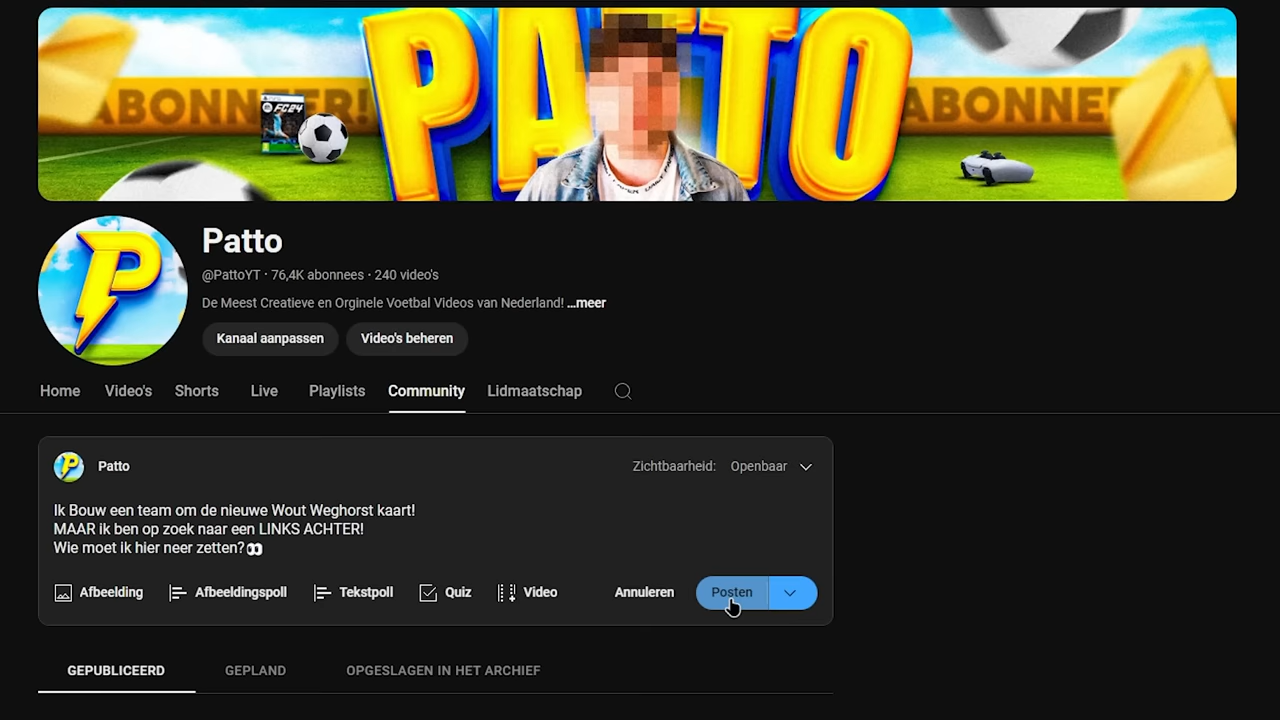 PATTO
ABONNEER!
ABONNE
FC24
Patto
@PattoYT · 76,4K abonnees · 240 video's
De Meest Creatieve en Orginele Voetbal Videos van Nederland! ...meer
Kanaal aanpassen
Video's beheren
Home
Video's
Shorts
Live
Playlists
Community
Lidmaatschap
Patto
Zichtbaarheid: Openbaar
Ik Bouw een team om de nieuwe Wout Weghorst kaart!
MAAR ik ben op zoek naar een LINKS ACHTER!
Wie moet ik hier neer zetten?👀
Afbeelding
Afbeeldingspoll
Tekstpoll
Quiz
Video
Annuleren
Posten
GEPUBLICEERD
GEPLAND
OPGESLAGEN IN HET ARCHIEF